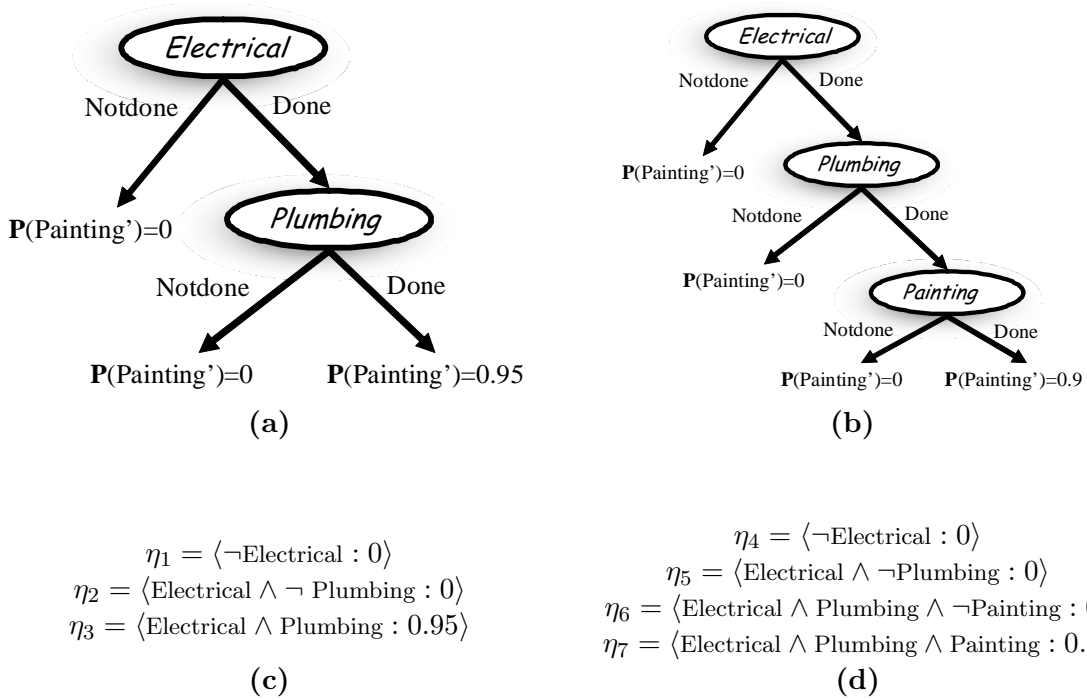 Electrical
Notdone
Done
P(Painting’)=0
Plumbing
Notdone
Done
P(Painting’)=0
P(Painting’)=0.95
(a)
Electrical
Notdone
Done
P(Painting’)=0
Plumbing
Notdone
Done
P(Painting’)=0
Painting
Notdone
Done
P(Painting’)=0
P(Painting’)=0.9
(b)
η1 = ⟨¬Electrical : 0⟩
η2 = ⟨Electrical ∧ ¬ Plumbing : 0⟩
η3 = ⟨Electrical ∧ Plumbing : 0.95⟩
(c)
η4 = ⟨¬Electrical : 0⟩
η5 = ⟨Electrical ∧ ¬Plumbing : 0⟩
η6 = ⟨Electrical ∧ Plumbing ∧ ¬Painting :
η7 = ⟨Electrical ∧ Plumbing ∧ Painting : 0.
(d)